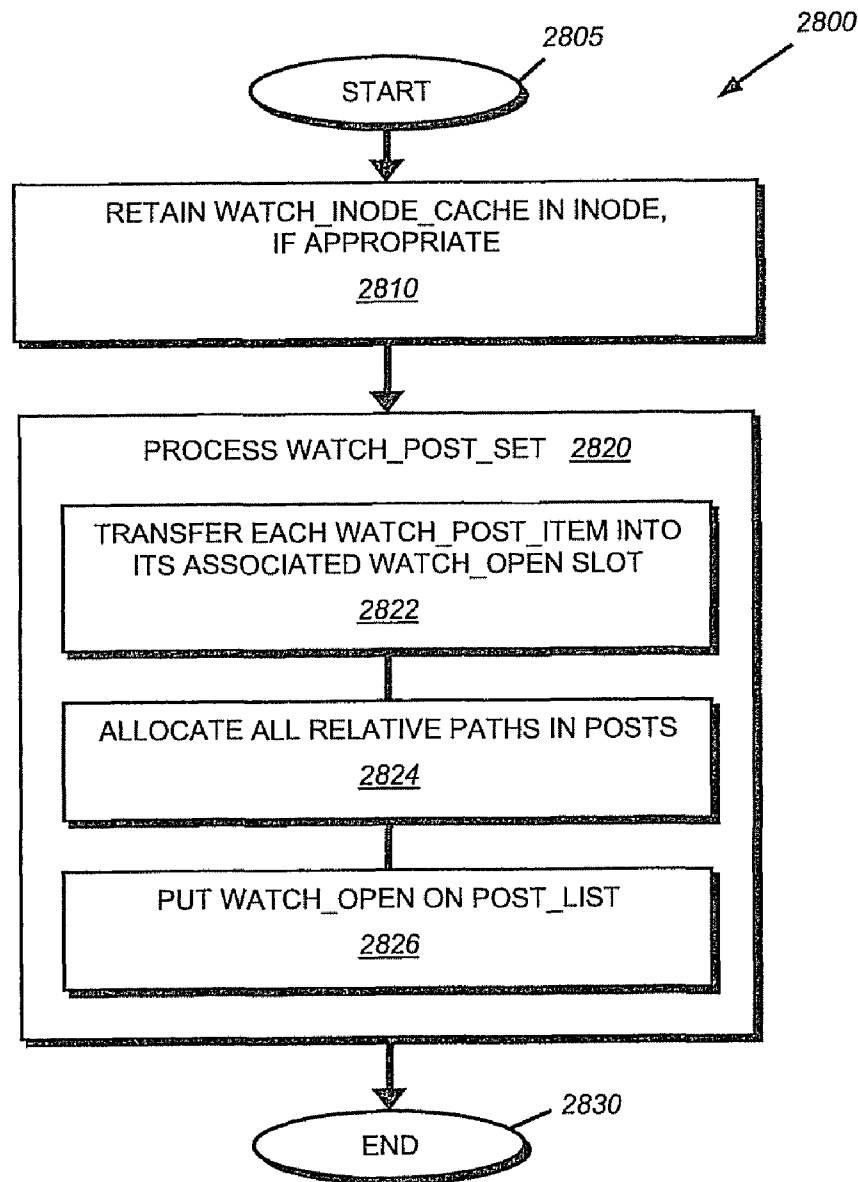 2800
2805
START
RETAIN WATCH_INODE_CACHE IN INODE,
IF APPROPRIATE
2810
PROCESS WATCH_POST_SET 2820
TRANSFER EACH WATCH_POST_ITEM INTO
ITS ASSOCIATED WATCH_OPEN SLOT
2822
ALLOCATE ALL RELATIVE PATHS IN POSTS
2824
PUT WATCH_OPEN ON POST_LIST
2826
2830
END